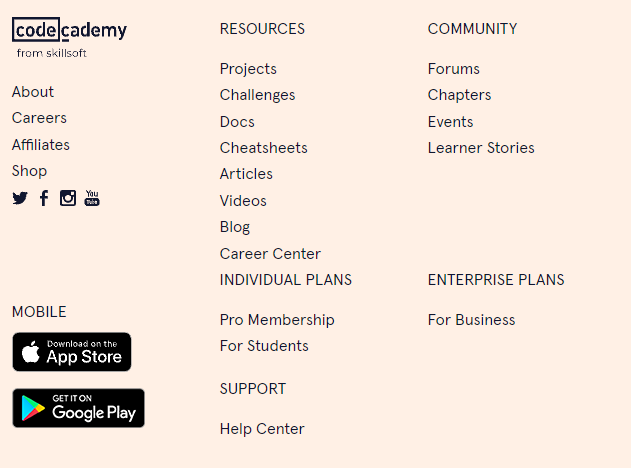 codecademy
from skillsoft
About
Careers
Affiliates
Shop
You
Tube
MOBILE
Download on the
App Store
GET IT ON
Google Play
RESOURCES
Projects
Challenges
Docs
Cheatsheets
Articles
Videos
Blog
Career Center
INDIVIDUAL PLANS
Pro Membership
For Students
SUPPORT
Help Center
COMMUNITY
Forums
Chapters
Events
Learner Stories
ENTERPRISE PLANS
For Business